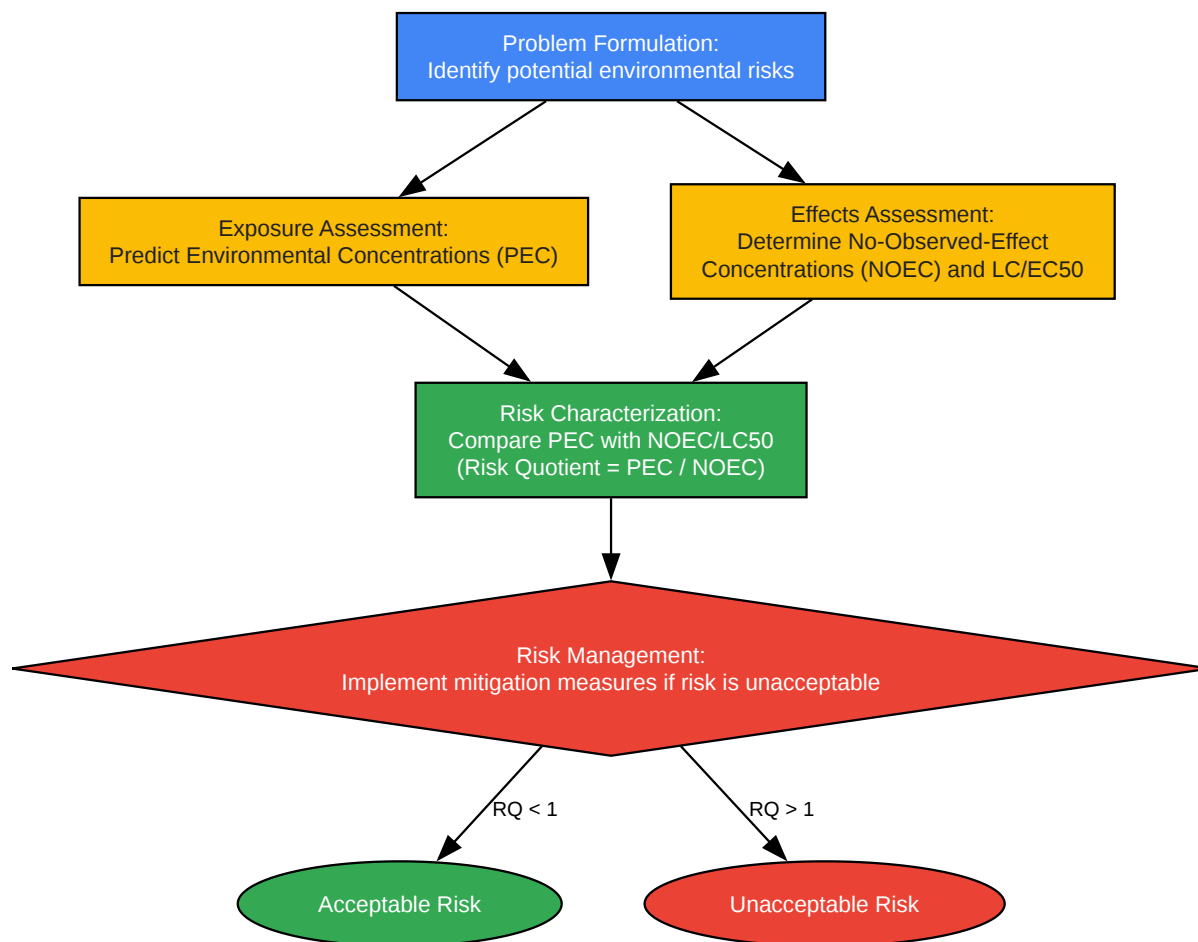 Problem Formulation:
Identify potential environmental risks
Exposure Assessment:
Predict Environmental Concentrations (PEC)
Effects Assessment:
Determine No-Observed-Effect
Concentrations (NOEC) and LC/EC50
Risk Characterization:
Compare PEC with NOEC/LC50
(Risk Quotient = PEC / NOEC)
Risk Management:
Implement mitigation measures if risk is unacceptable
RQ < 1
RQ > 1
Acceptable Risk
Unacceptable Risk